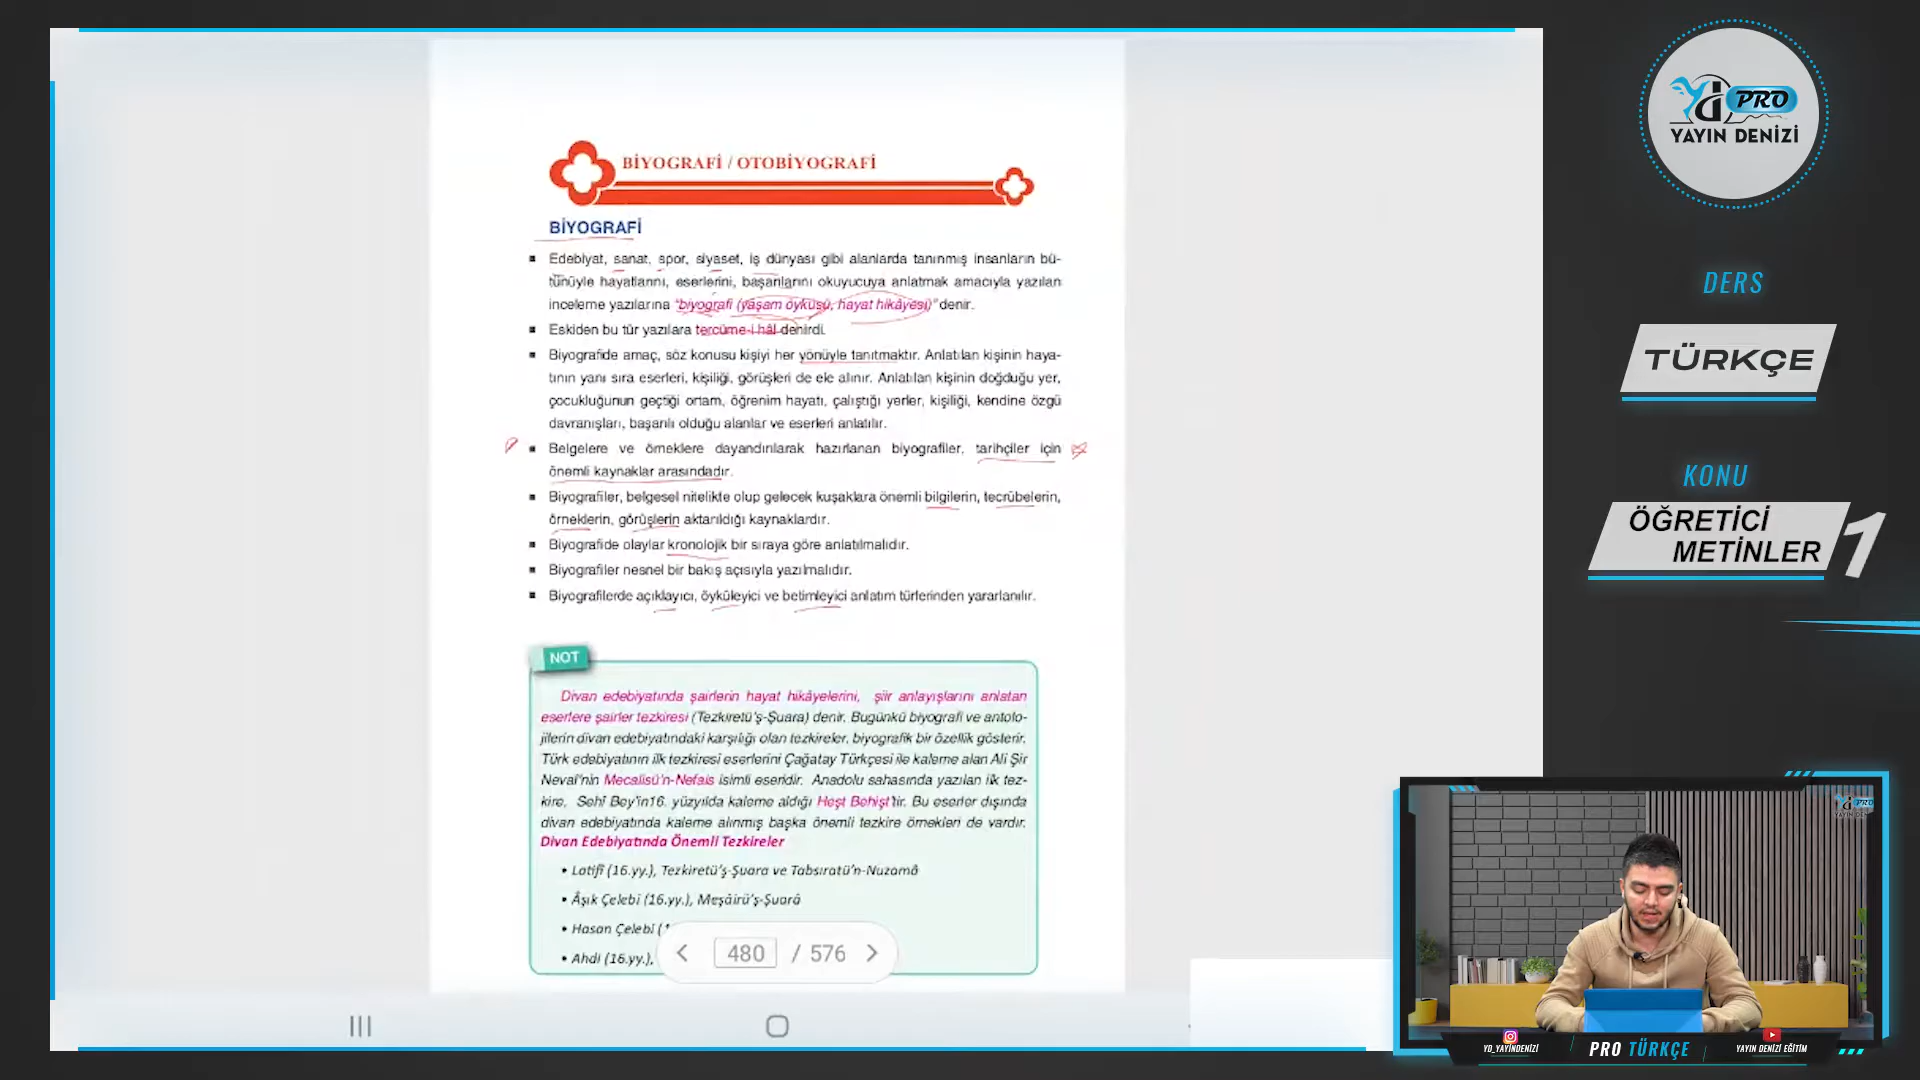 BİYOGRAFİ / OTOBİYOGRAFİ
BİYOGRAFİ
▪ Edebiyat, sanat, spor, siyaset, iş dünyası gibi alanlarda tanınmış insanların bü-
tünüyle hayatlarını, eserlerini, başarılarını okuyucuya anlatmak amacıyla yazılan
inceleme yazılarına "biyografi (yaşam öyküsü, hayat hikâyesi)" denir.
▪ Eskiden bu tür yazılara tercüme-i hâl denirdi.
▪ Biyografide amaç, söz konusu kişiyi her yönüyle tanıtmaktır. Anlatılan kişinin haya-
tının yanı sıra eserleri, kişiliği, görüşleri de ele alınır. Anlatılan kişinin doğduğu yer,
çocukluğunun geçtiği ortam, öğrenim hayatı, çalıştığı yerler, kişiliği, kendine özgü
davranışları, başarılı olduğu alanlar ve eserleri anlatılır.
▪ Belgelere ve örneklere dayandırılarak hazırlanan biyografiler, tarihçiler için
önemli kaynaklar arasındadır.
▪ Biyografiler, belgesel nitelikte olup gelecek kuşaklara önemli bilgilerin, tecrübelerin,
örneklerin, görüşlerin aktarıldığı kaynaklardır.
▪ Biyografide olaylar kronolojik bir sıraya göre anlatılmalıdır.
▪ Biyografiler nesnel bir bakış açısıyla yazılmalıdır.
▪ Biyografilerde açıklayıcı, öyküleyici ve betimleyici anlatım türlerinden yararlanılır.
NOT
Divan edebiyatında şairlerin hayat hikâyelerini, şiir anlayışlarını anlatan
eserlere şairler tezkiresi (Tezkiretü'ş-Şuara) denir. Bugünkü biyografi ve antolo-
jilerin divan edebiyatındaki karşılığı olan tezkireler, biyografik bir özellik gösterir.
Türk edebiyatının ilk tezkiresi eserlerini Çağatay Türkçesi ile kaleme alan Ali Şir
Nevai'nin Mecalisü'n-Nefais isimli eseridir. Anadolu sahasında yazılan ilk tez-
kire, Sehî Bey'in16. yüzyılda kaleme aldığı Heşt Behişt'tir. Bu eserler dışında
divan edebiyatında kaleme alınmış başka önemli tezkire örnekleri de vardır.
Divan Edebiyatında Önemli Tezkireler
• Latifî (16.yy.), Tezkiretü'ş-Şuara ve Tabsıratü'n-Nuzamâ
• Âşık Çelebi (16.yy.), Meşâirü'ş-Şuarâ
• Hasan Çelebî (
• Ahdi (16.yy.),
480 / 576
Yd PRO
YAYIN DENİZİ
DERS
TÜRKÇE
KONU
ÖĞRETİCİ
METİNLER 1
Yd PRO
YD_YAYINDENIZI
PRO TÜRKÇE
YAYIN DENİZİ EĞİTİM